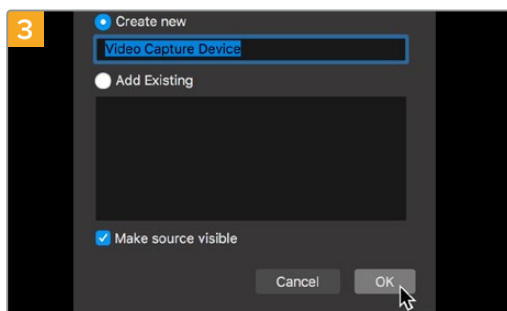 3
Create new
Video Capture Device
Add Existing
Make source visible
Cancel OK